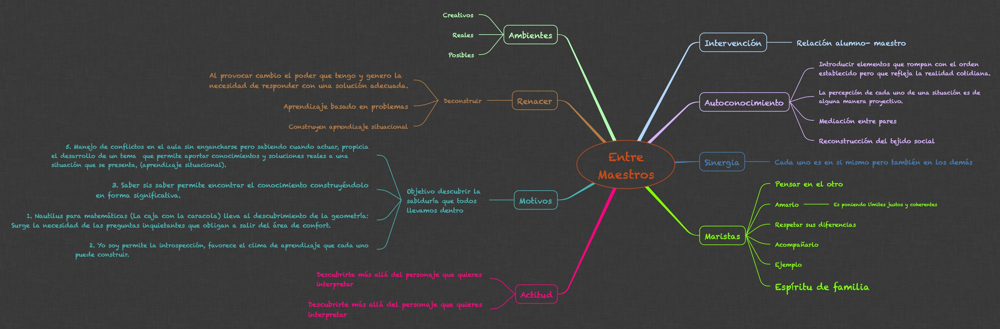 Entre
Maestros
Ambientes
Creativos
Reales
Posibles
Renacer
Deconstruir
Al provocar cambio el poder que tengo y genero la
necesidad de responder con una solución adecuada.
Aprendizaje basado en problemas
Construyen aprendizaje situacional
Motivos
Objetivo descubrir la
sabiduría que todos
llevamos dentro
5. Manejo de conflictos en el aula sin engancharse pero sabiendo cuando actuar, propicia
el desarrollo de un tema que permite aportar conocimientos y soluciones reales a una
situación que se presenta, (aprendizaje situacional).
3. Saber sis saber permite encontrar el conocimiento construyéndolo
en forma significativa.
1. Nautilus para matemáticas (La caja con la caracola) lleva al descubrimiento de la geometría:
Surge la necesidad de las preguntas inquietantes que obligan a salir del área de confort.
2. Yo soy permite la introspección, favorece el clima de aprendizaje que cada uno
puede construir.
Actitud
Descubrirte más allá del personaje que quieres
interpretar
Descubrirte más allá del personaje que quieres
interpretar
Intervención
Relación alumno- maestro
Autoconocimiento
Introducir elementos que rompan con el orden
establecido pero que refleja la realidad cotidiana.
La percepción de cada uno de una situación es de
alguna manera proyectivo.
Mediación entre pares
Reconstrucción del tejido social
Sinergia
Cada uno es en si mismo pero también en los demás
Maristas
Pensar en el otro
Amarlo
Es poniendo límites justos y coherentes
Respetar sus diferencias
Acompañarlo
Ejemplo
Espíritu de familia